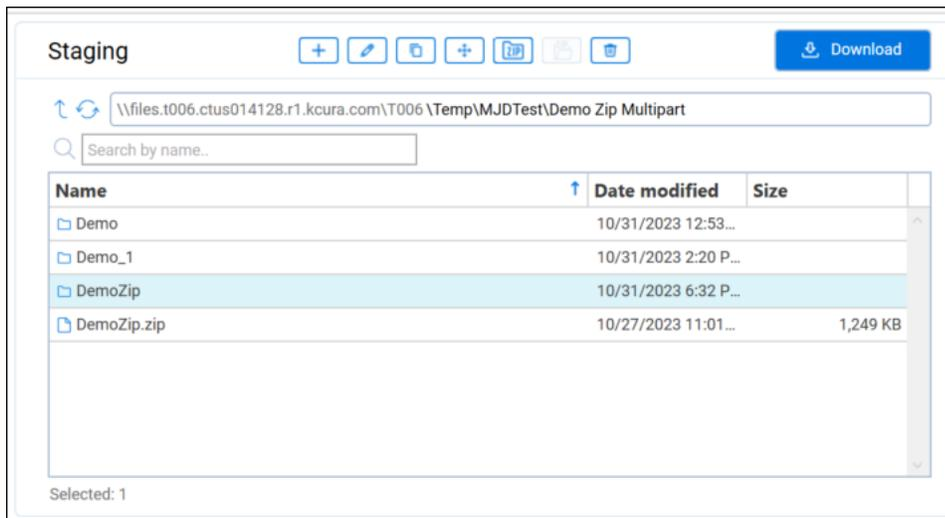 Staging ZIP Download
\\files.t006.ctus014128.r1.kcura.com\T006\Temp\MJDTest\Demo Zip Multipart
Search by name..
Name Date modified Size
Demo 10/31/2023 12:53...
Demo_1 10/31/2023 2:20 P...
DemoZip 10/31/2023 6:32 P...
DemoZip.zip 10/27/2023 11:01... 1,249 KB
Selected: 1